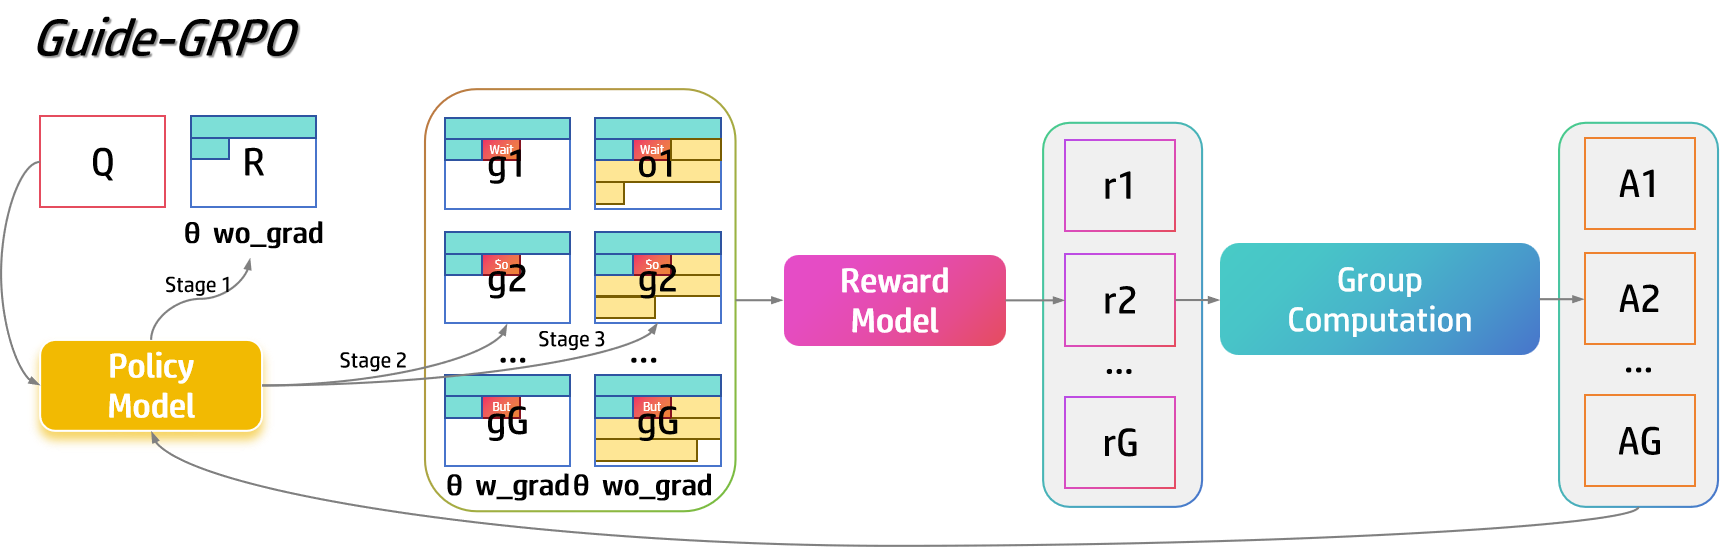 Guide-GRPO
Q
R
θ wo_grad
Stage 1
Policy
Model
Stage 2
Stage 3
Wait
g1
Wait
o1
So
g2
So
g2
...
...
But
gG
But
gG
θ w_grad
θ wo_grad
Reward
Model
r1
r2
...
rG
Group
Computation
A1
A2
...
AG